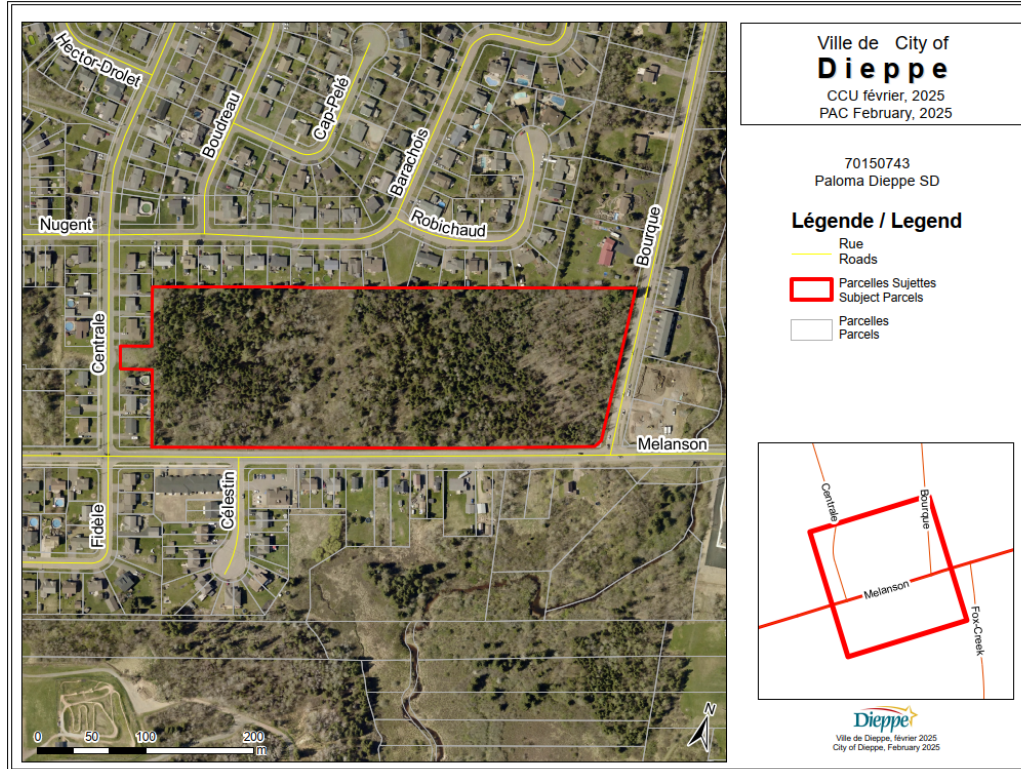 Hector-Drolet
Boudreau
Cap-Pelé
Barachois
Nugent
Robichaud
Bourque
Centrale
Melanson
Fidèle
Célestin
0 50 100 200
m
N
Ville de City of
Dieppe
CCU février, 2025
PAC February, 2025
70150743
Paloma Dieppe SD
Légende / Legend
Rue
Roads
Parcelles Sujettes
Subject Parcels
Parcelles
Parcels
Centrale
Bourque
Melanson
Fox-Creek
Dieppe
Ville de Dieppe, février 2025
City of Dieppe, February 2025